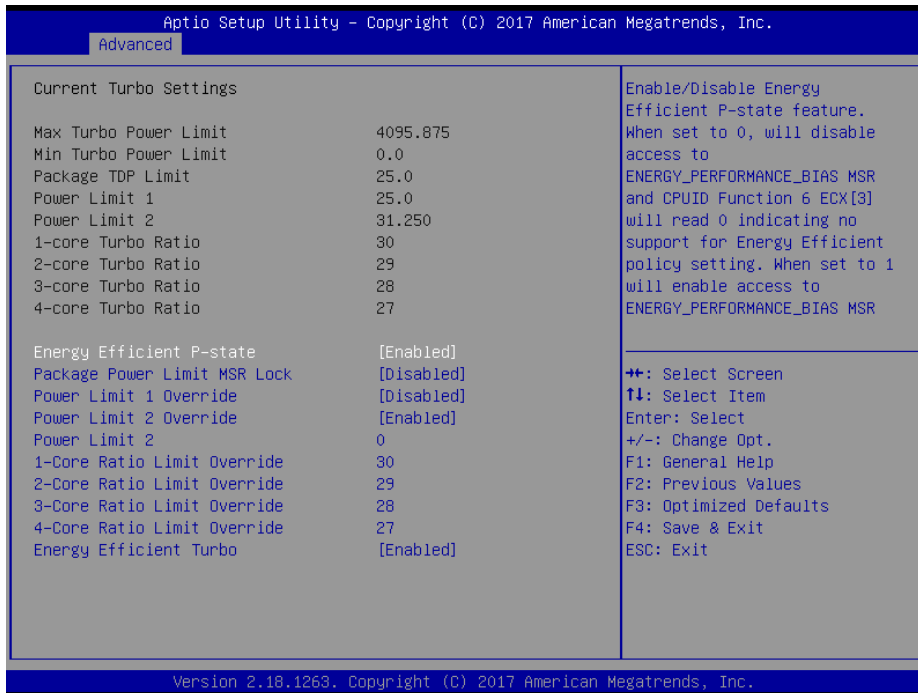 Aptio Setup Utility – Copyright (C) 2017 American Megatrends, Inc.
Advanced
Current Turbo Settings
Max Turbo Power Limit 4095.875
Min Turbo Power Limit 0.0
Package TDP Limit 25.0
Power Limit 1 25.0
Power Limit 2 31.250
1-core Turbo Ratio 30
2-core Turbo Ratio 29
3-core Turbo Ratio 28
4-core Turbo Ratio 27
Energy Efficient P-state [Enabled]
Package Power Limit MSR Lock [Disabled]
Power Limit 1 Override [Disabled]
Power Limit 2 Override [Enabled]
Power Limit 2 0
1-Core Ratio Limit Override 30
2-Core Ratio Limit Override 29
3-Core Ratio Limit Override 28
4-Core Ratio Limit Override 27
Energy Efficient Turbo [Enabled]
Enable/Disable Energy
Efficient P-state feature.
When set to 0, will disable
access to
ENERGY_PERFORMANCE_BIAS MSR
and CPUID Function 6 ECX[3]
will read 0 indicating no
support for Energy Efficient
policy setting. When set to 1
will enable access to
ENERGY_PERFORMANCE_BIAS MSR
→←: Select Screen
↑↓: Select Item
Enter: Select
+/-: Change Opt.
F1: General Help
F2: Previous Values
F3: Optimized Defaults
F4: Save & Exit
ESC: Exit
Version 2.18.1263. Copyright (C) 2017 American Megatrends, Inc.